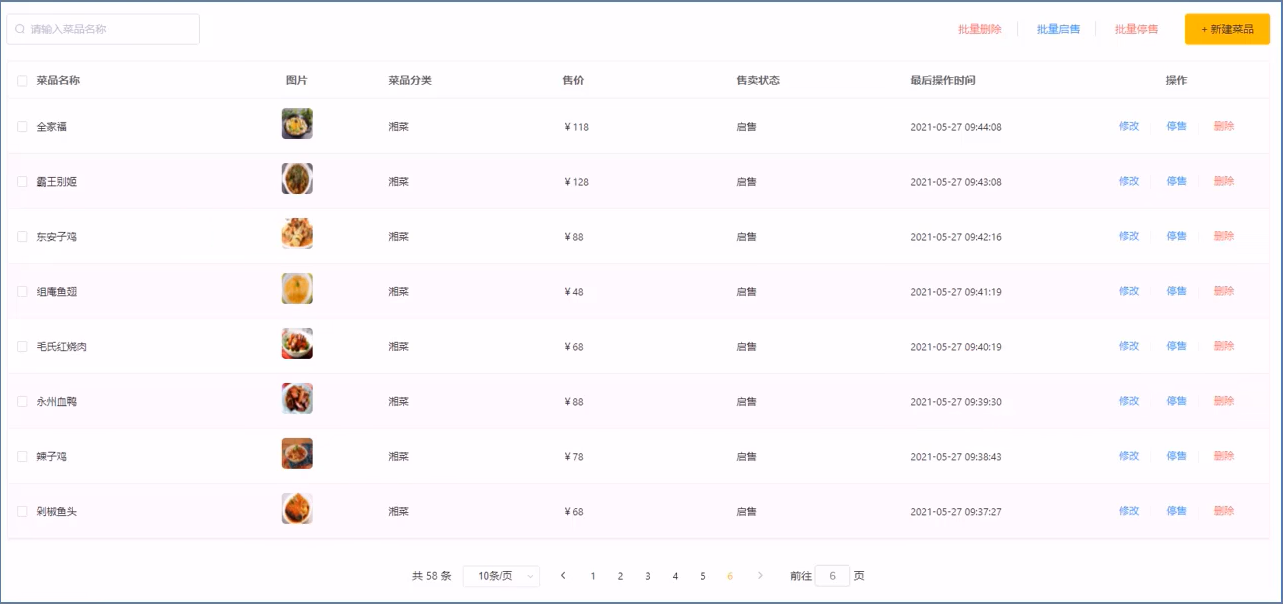 请输入菜品名称 批量删除 批量启售 批量停售 + 新建菜品
菜品名称 图片 菜品分类 售价 售卖状态 最后操作时间 操作
全家福 湘菜 ¥ 118 启售 2021-05-27 09:44:08 修改 停售 删除
霸王别姬 湘菜 ¥ 128 启售 2021-05-27 09:43:08 修改 停售 删除
东安子鸡 湘菜 ¥ 88 启售 2021-05-27 09:42:16 修改 停售 删除
组庵鱼翅 湘菜 ¥ 48 启售 2021-05-27 09:41:19 修改 停售 删除
毛氏红烧肉 湘菜 ¥ 68 启售 2021-05-27 09:40:19 修改 停售 删除
永州血鸭 湘菜 ¥ 88 启售 2021-05-27 09:39:30 修改 停售 删除
辣子鸡 湘菜 ¥ 78 启售 2021-05-27 09:38:43 修改 停售 删除
剁椒鱼头 湘菜 ¥ 68 启售 2021-05-27 09:37:27 修改 停售 删除
共 58 条 10条/页 1 2 3 4 5 6 前往 6 页